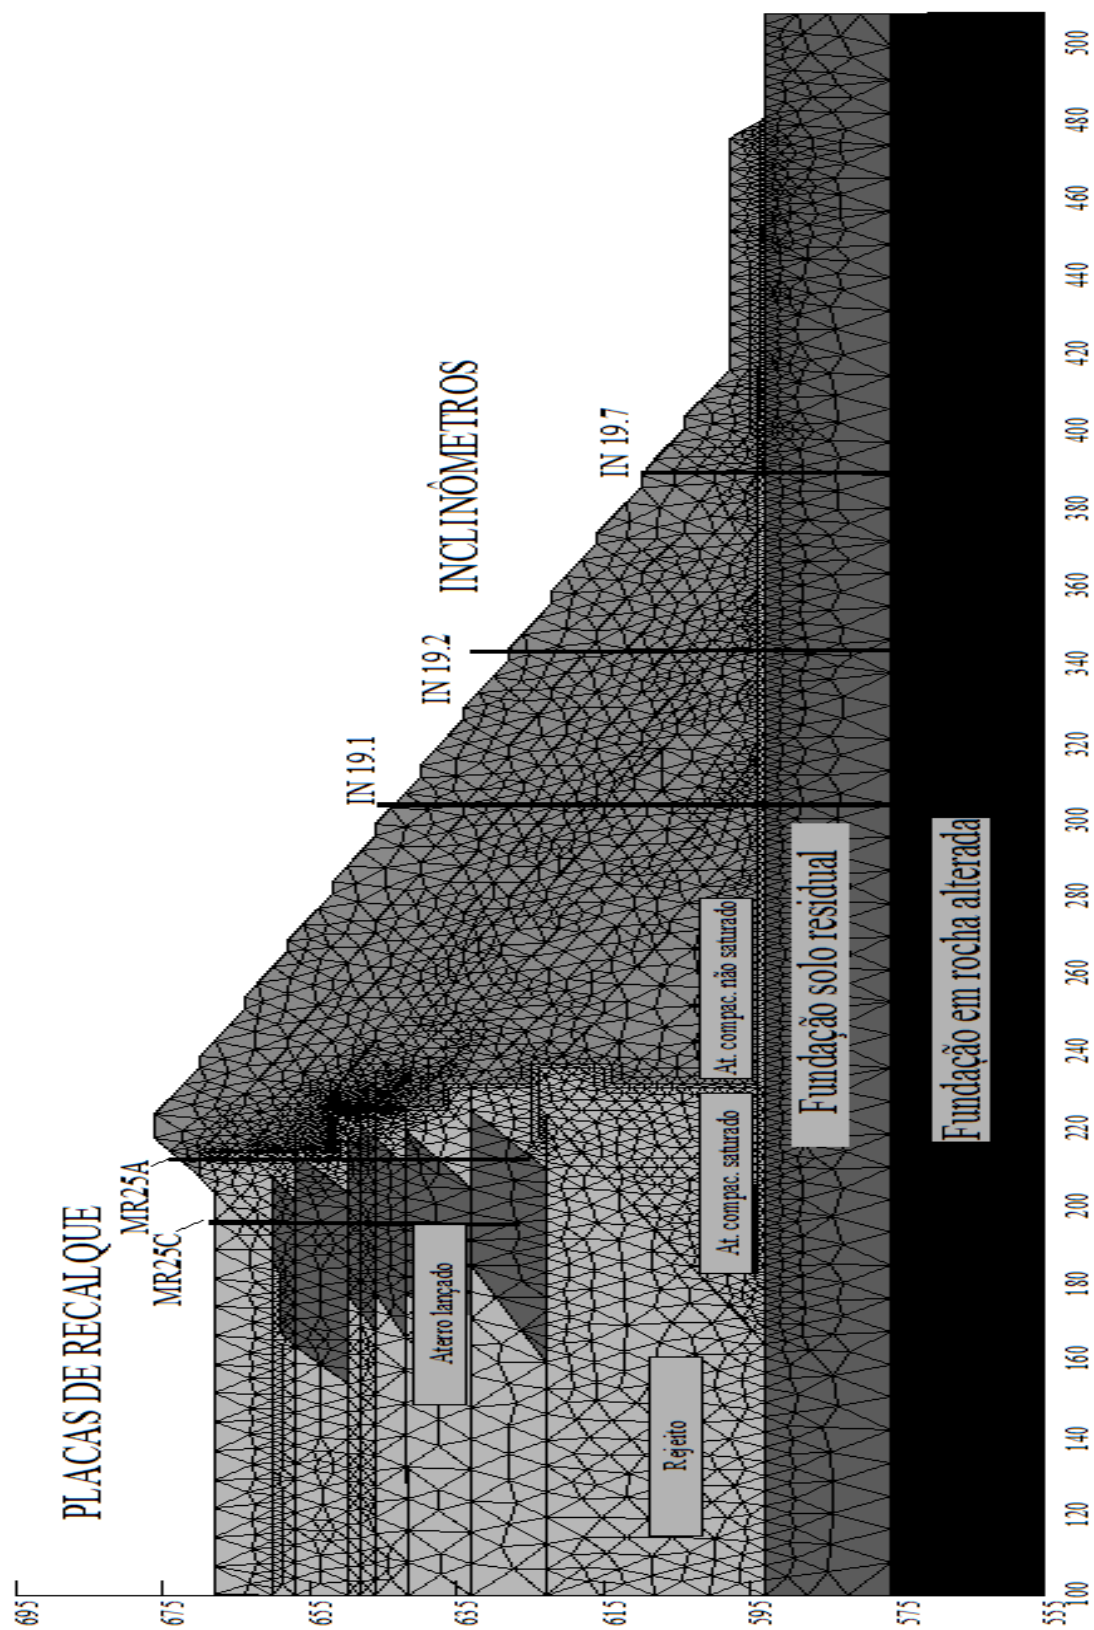 PLACAS DE RECALQUE
MR25C
MR25A
IN 19.1
IN 19.2
INCLINÔMETROS
IN 19.7
Aterro lançado
Rejeito
At. compac. saturado
At. compac. não saturado
Fundação solo residual
Fundação em rocha alterada
695
675
655
635
615
595
575
555
100
120
140
160
180
200
220
240
260
280
300
320
340
360
380
400
420
440
460
480
500